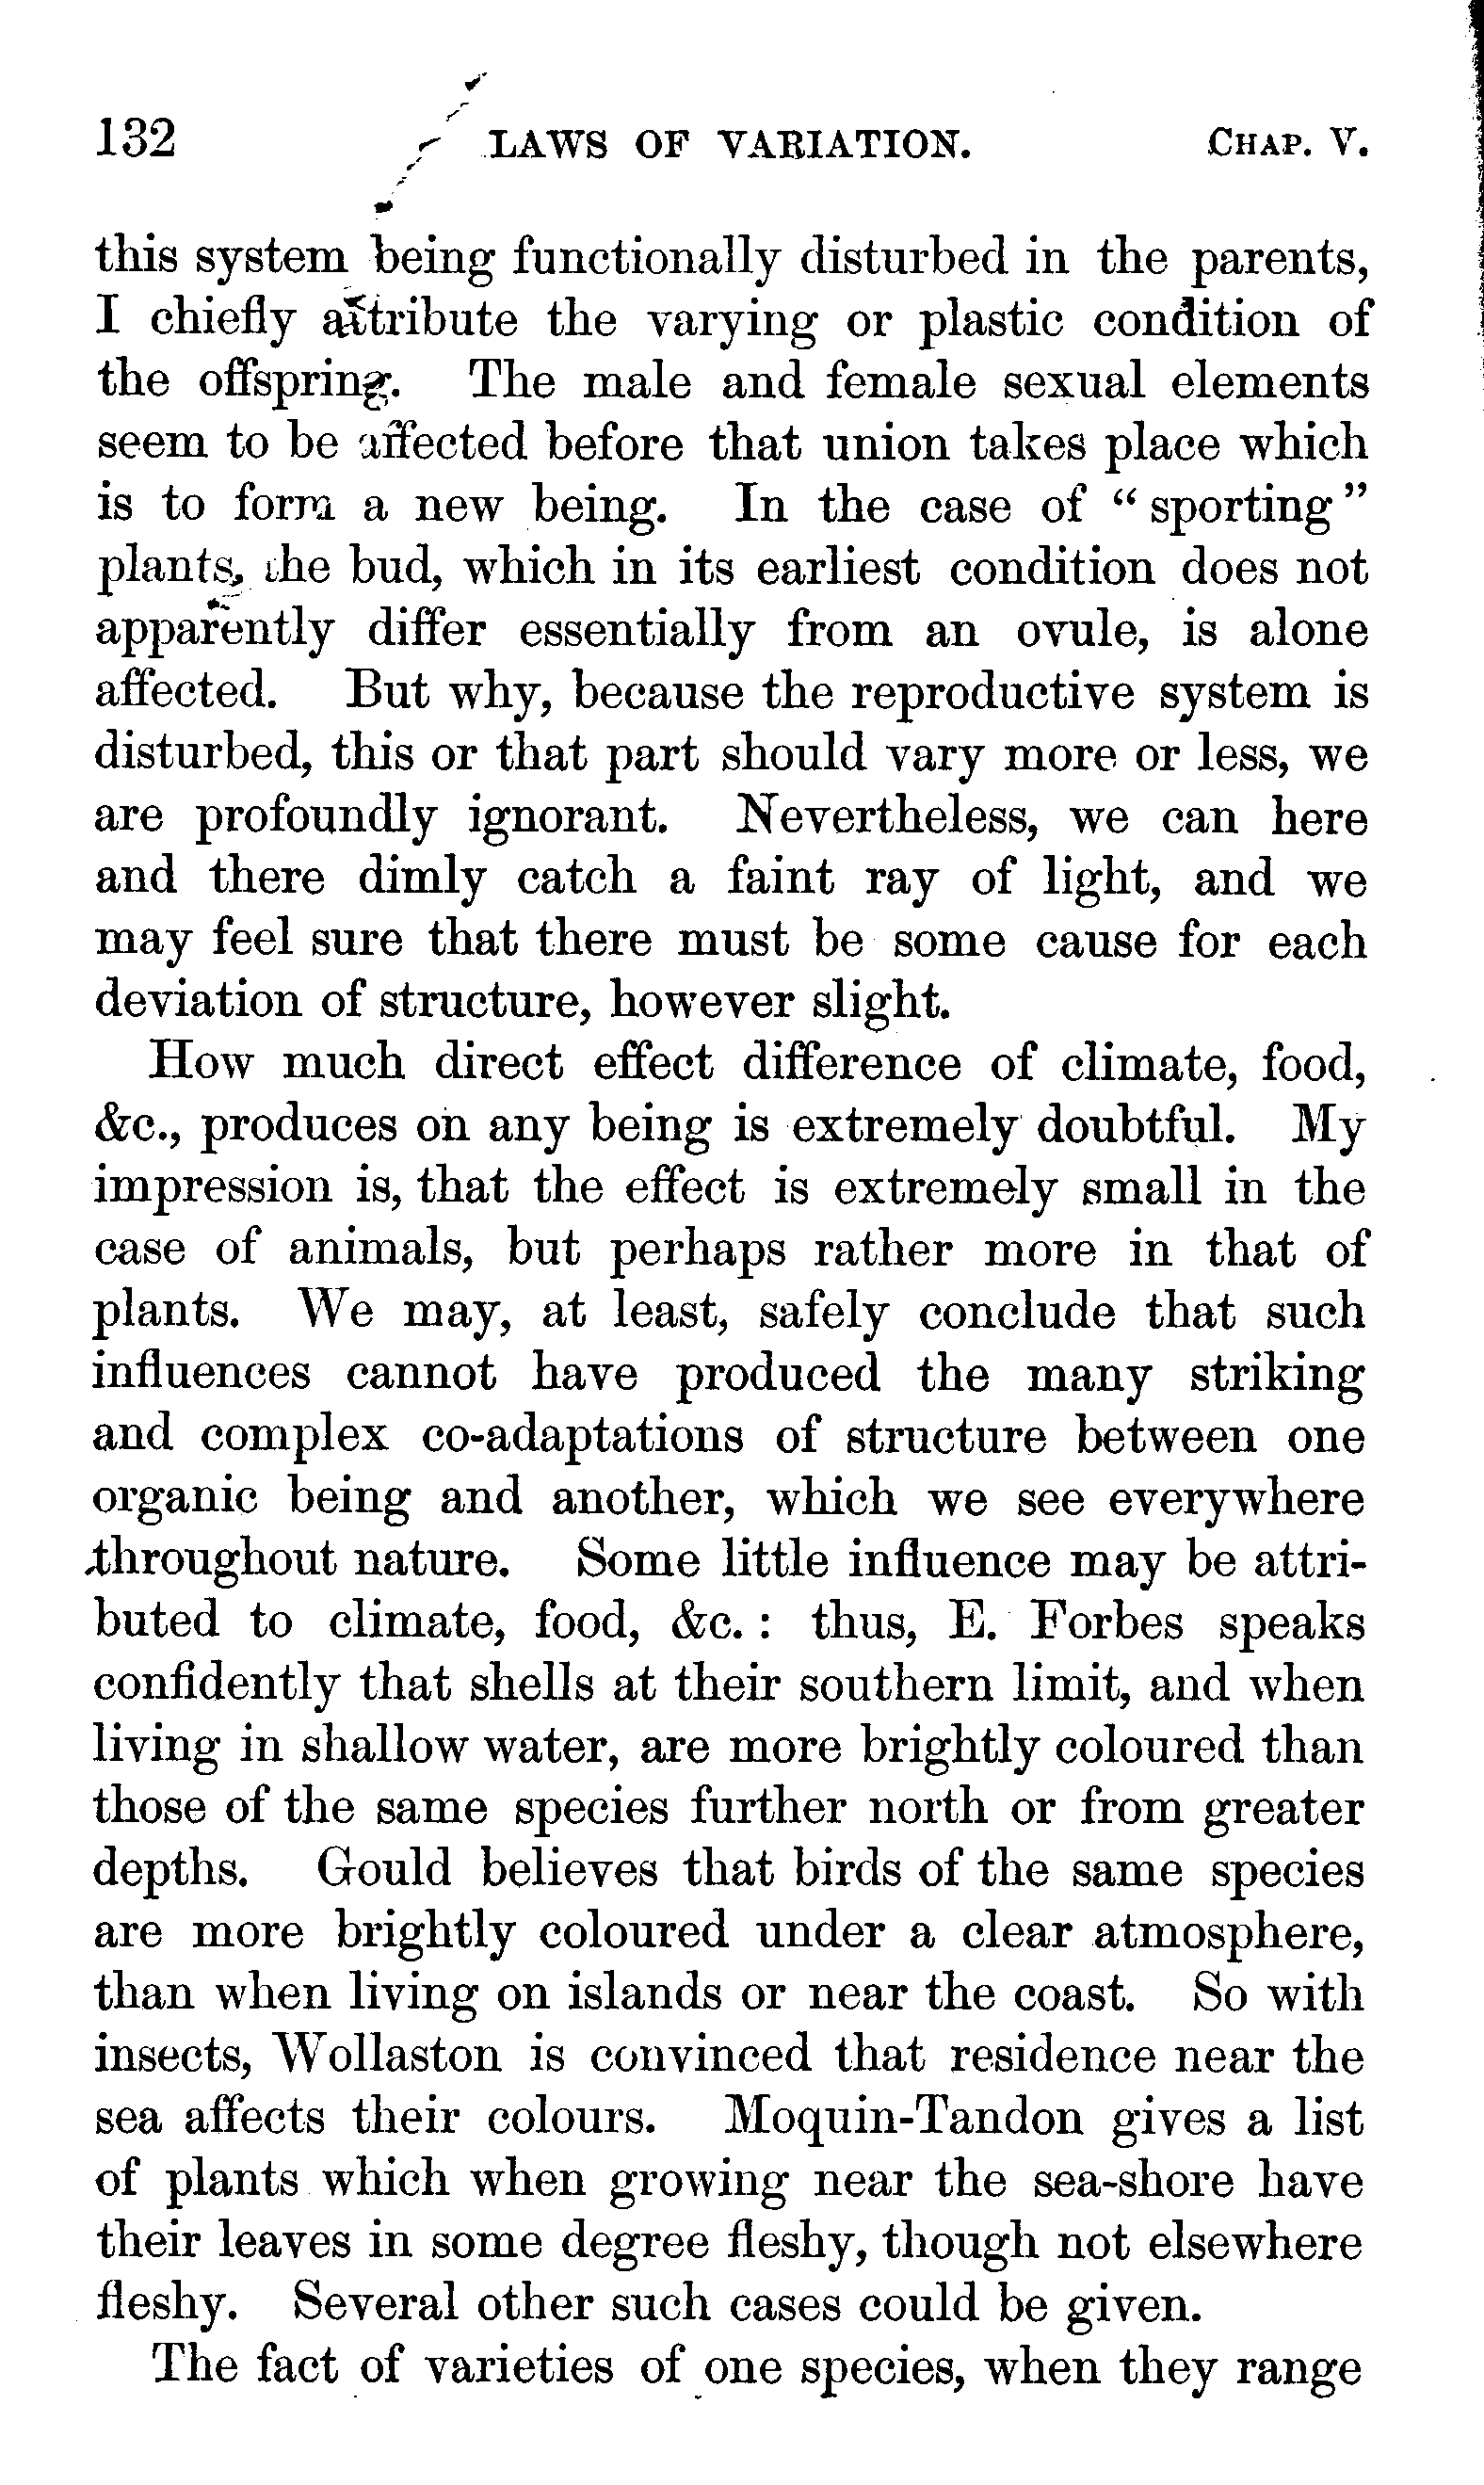 132 LAWS OF VARIATION. CHAP. V.
this system being functionally disturbed in the parents,
I chiefly attribute the varying or plastic condition of
the offspring. The male and female sexual elements
seem to be affected before that union takes place which
is to form a new being. In the case of “sporting”
plants, the bud, which in its earliest condition does not
apparently differ essentially from an ovule, is alone
affected. But why, because the reproductive system is
disturbed, this or that part should vary more or less, we
are profoundly ignorant. Nevertheless, we can here
and there dimly catch a faint ray of light, and we
may feel sure that there must be some cause for each
deviation of structure, however slight.
How much direct effect difference of climate, food,
&c., produces on any being is extremely doubtful. My
impression is, that the effect is extremely small in the
case of animals, but perhaps rather more in that of
plants. We may, at least, safely conclude that such
influences cannot have produced the many striking
and complex co-adaptations of structure between one
organic being and another, which we see everywhere
throughout nature. Some little influence may be attri-
buted to climate, food, &c.: thus, E. Forbes speaks
confidently that shells at their southern limit, and when
living in shallow water, are more brightly coloured than
those of the same species further north or from greater
depths. Gould believes that birds of the same species
are more brightly coloured under a clear atmosphere,
than when living on islands or near the coast. So with
insects, Wollaston is convinced that residence near the
sea affects their colours. Moquin-Tandon gives a list
of plants which when growing near the sea-shore have
their leaves in some degree fleshy, though not elsewhere
fleshy. Several other such cases could be given.
The fact of varieties of one species, when they range